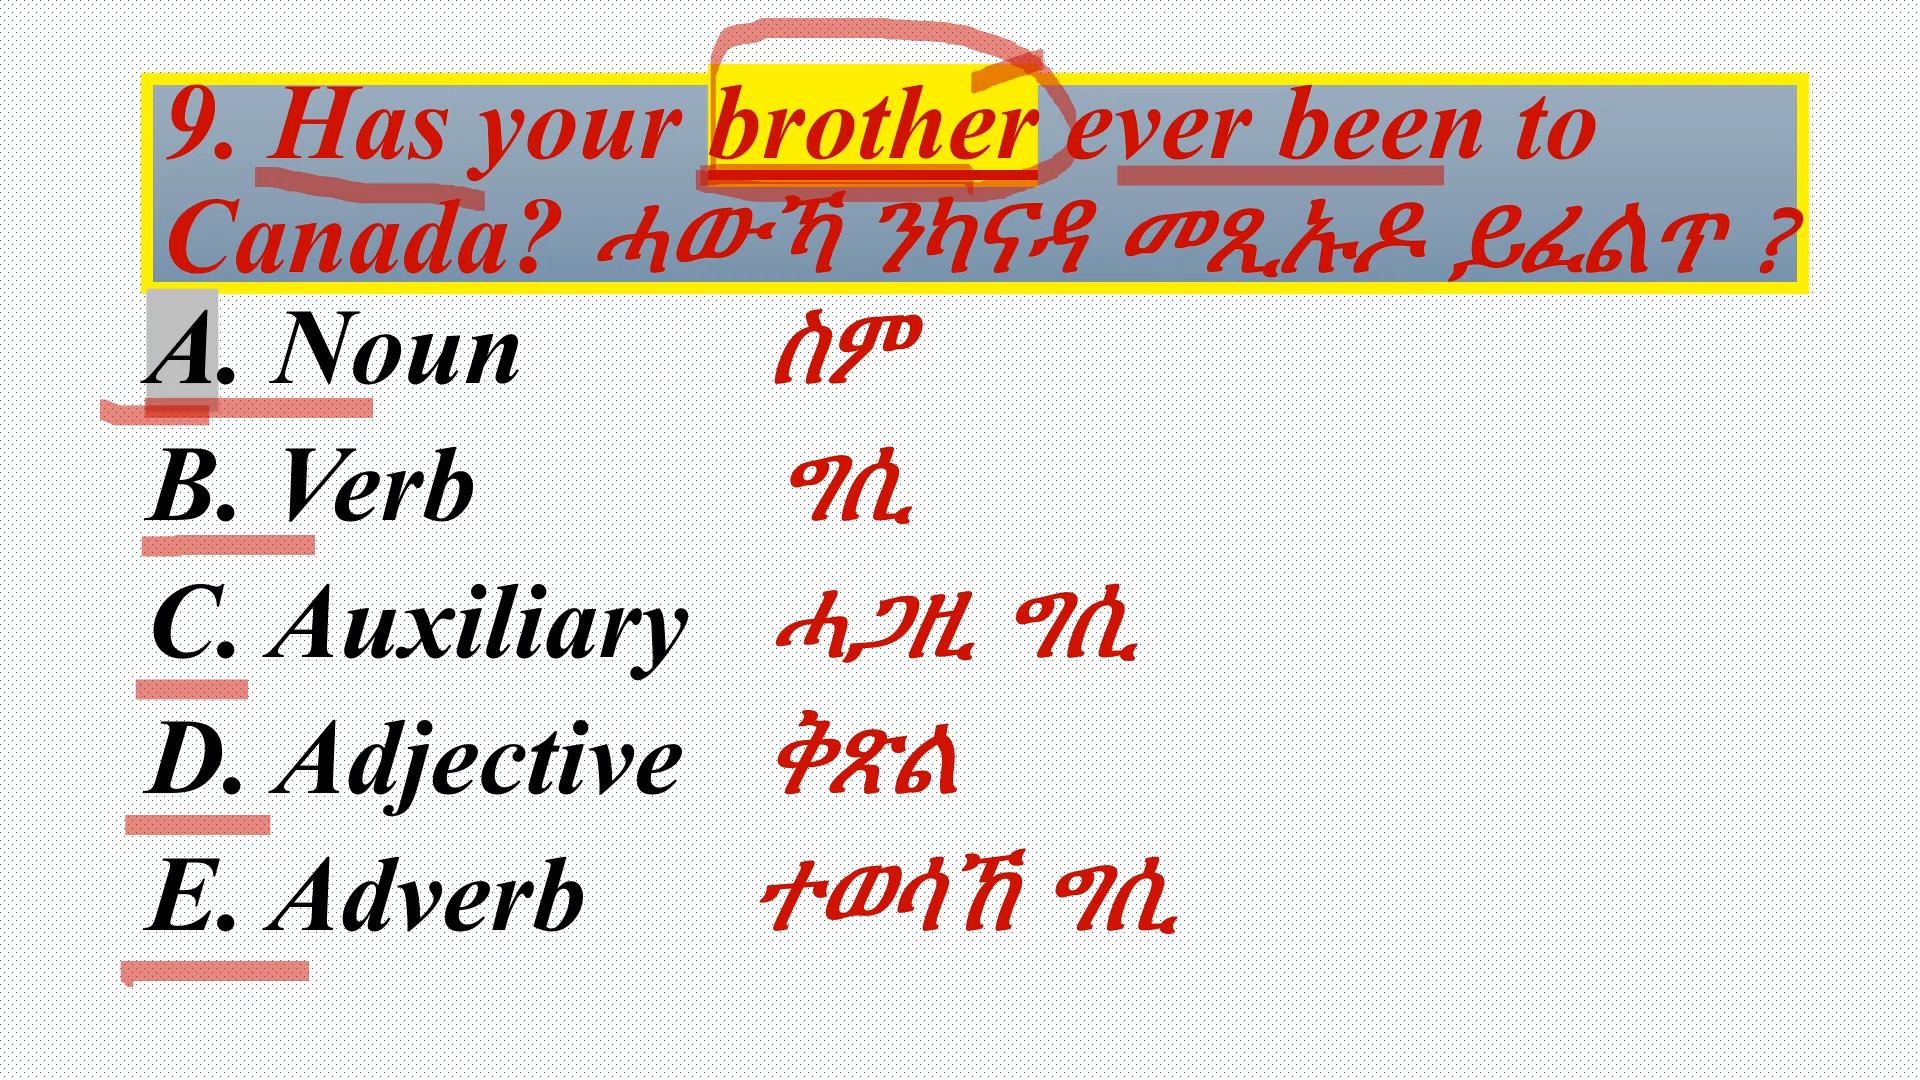 9. Has your brother ever been to
Canada? ሓውኻ ንካናዳ መጺኡዶ ይፈልጥ ?
A. Noun ስም
B. Verb ግሲ
C. Auxiliary ሓጋዚ ግሲ
D. Adjective ቅጽል
E. Adverb ተወሳኸ ግሲ